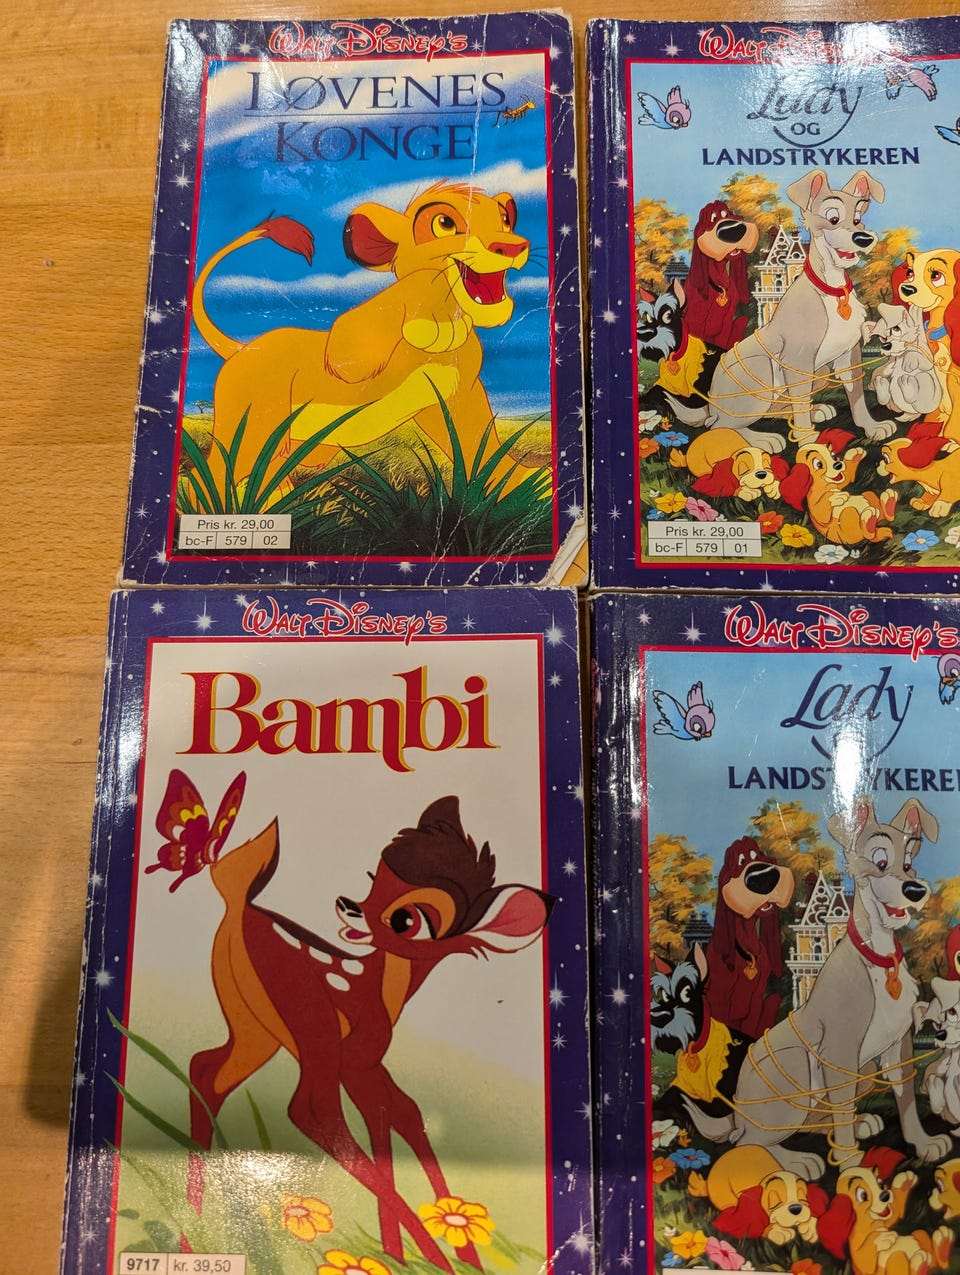 WALT DISNEY'S
LØVENES
KONGE
Pris kr. 29,00
bc-F 579 02
WALT DISNEY'S
Lady
OG
LANDSTRYKEREN
Pris kr. 29,00
bc-F 579 01
WALT DISNEY'S
Bambi
9717 kr. 39,50
WALT DISNEY'S
Lady